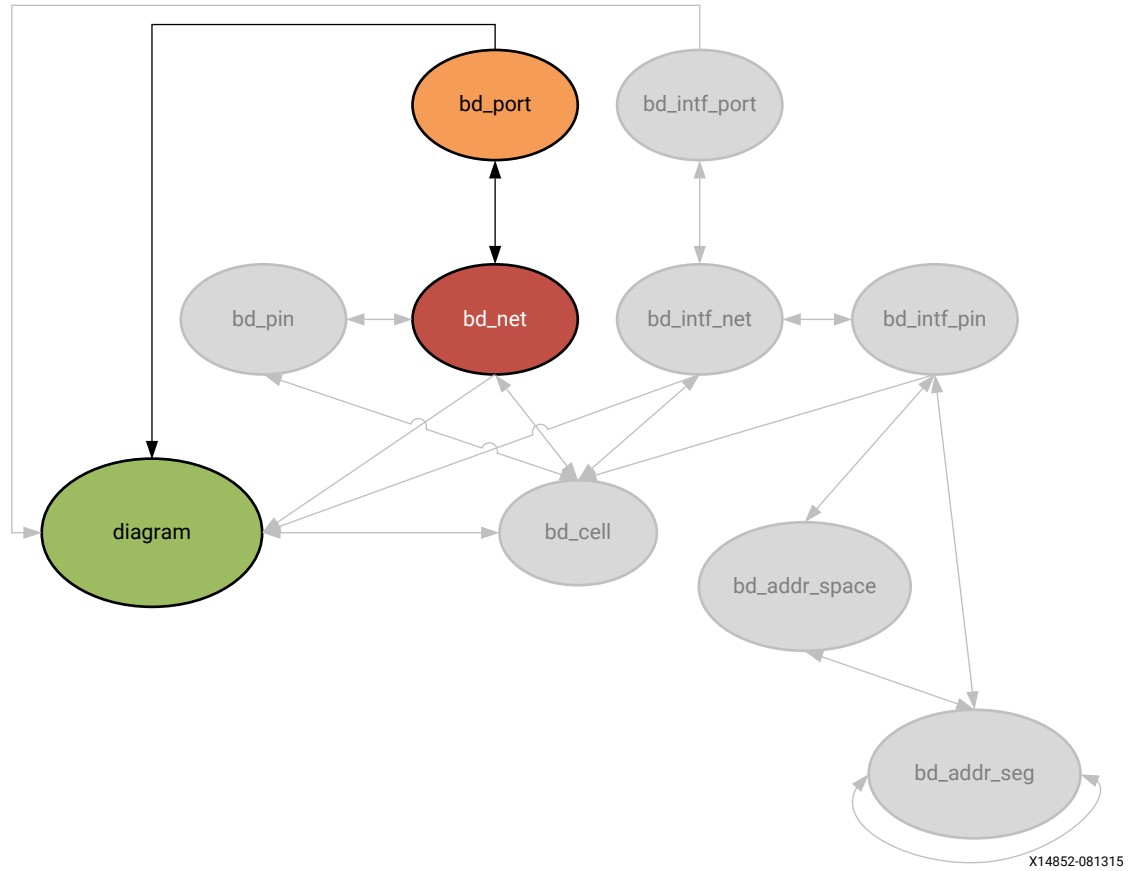 bd_port
bd_intf_port
bd_pin
bd_net
bd_intf_net
bd_intf_pin
diagram
bd_cell
bd_addr_space
bd_addr_seg
X14852-081315